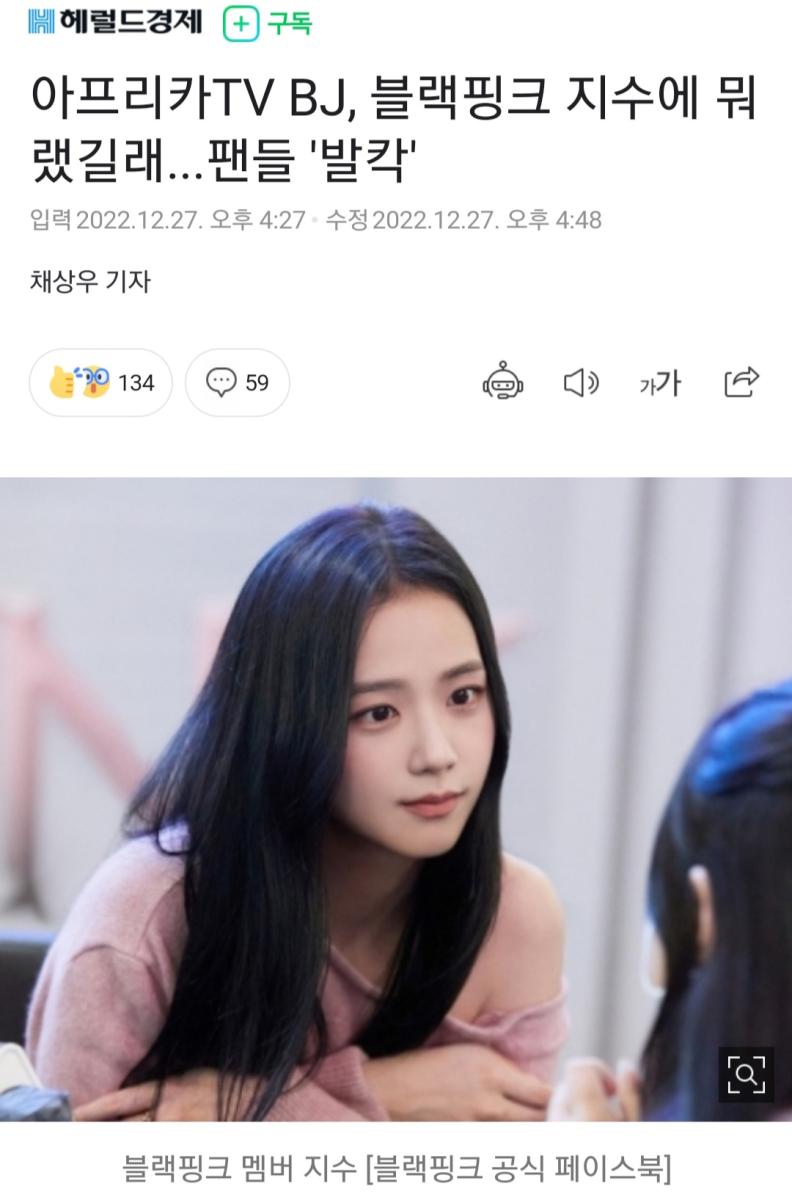 헤럴드경제 구독
아프리카TV BJ, 블랙핑크 지수에 뭐
랬길래…팬들 '발칵'
입력 2022.12.27. 오후 4:27 · 수정 2022.12.27. 오후 4:48
채상우 기자
134 59 가가
블랙핑크 멤버 지수 [블랙핑크 공식 페이스북]